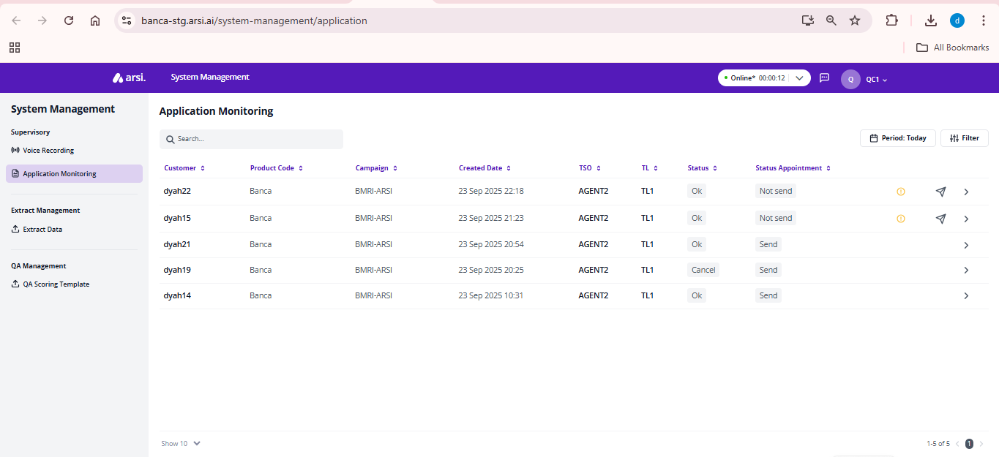 banca-stg.arsi.ai/system-management/application
d
All Bookmarks
arsi.
System Management
Online* 00:00:12
Q
QC1
System Management
Supervisory
Voice Recording
Application Monitoring
Extract Management
Extract Data
QA Management
QA Scoring Template
Application Monitoring
Search...
Period: Today
Filter
Customer Product Code Campaign Created Date TSO TL Status Status Appointment
dyah22 Banca BMRI-ARSI 23 Sep 2025 22:18 AGENT2 TL1 Ok Not send
dyah15 Banca BMRI-ARSI 23 Sep 2025 21:23 AGENT2 TL1 Ok Not send
dyah21 Banca BMRI-ARSI 23 Sep 2025 20:54 AGENT2 TL1 Ok Send
dyah19 Banca BMRI-ARSI 23 Sep 2025 20:25 AGENT2 TL1 Cancel Send
dyah14 Banca BMRI-ARSI 23 Sep 2025 10:31 AGENT2 TL1 Ok Send
Show 10
1-5 of 5
1